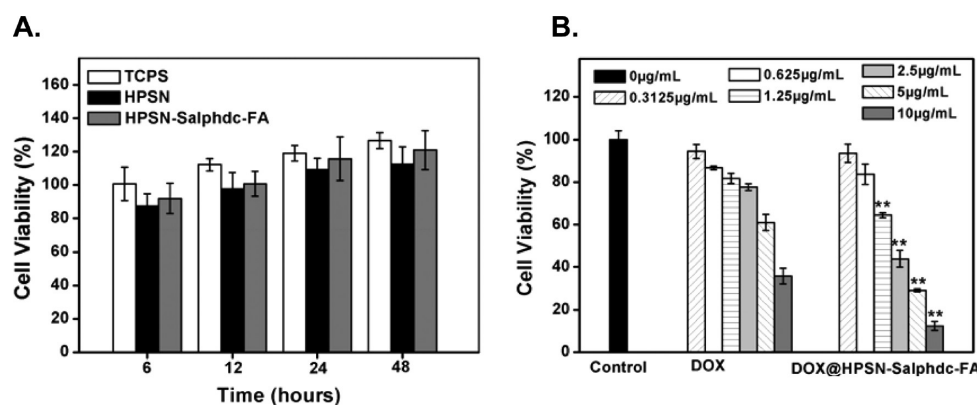 A.
TCPS
HPSN
HPSN-Salphdc-FA
Cell Viability (%)
160
140
120
100
80
60
40
20
0
6 12 24 48
Time (hours)
B.
0μg/mL
0.3125μg/mL
0.625μg/mL
1.25μg/mL
2.5μg/mL
5μg/mL
10μg/mL
Cell Viability (%)
120
100
80
60
40
20
0
**
**
**
**
Control DOX DOX@HPSN-Salphdc-FA